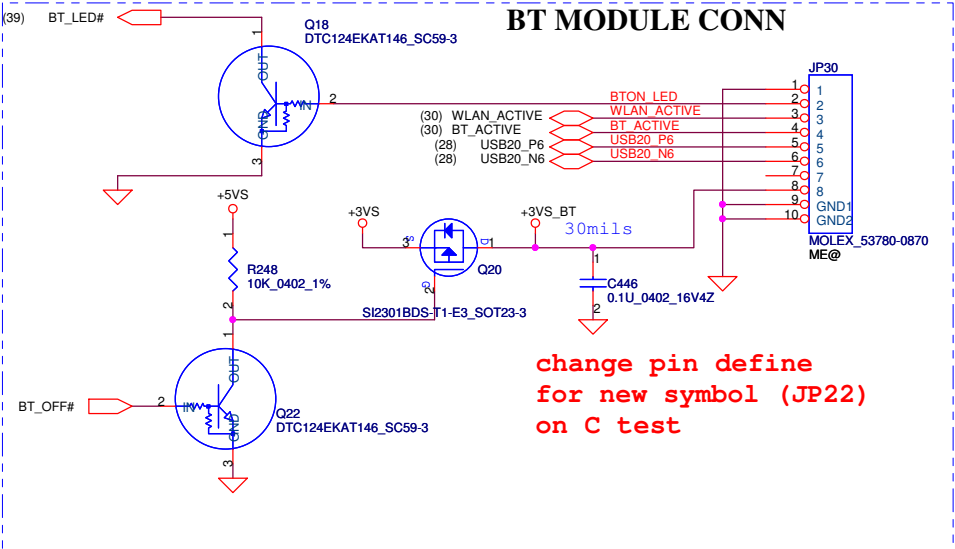 BT MODULE CONN
(39) BT_LED#
1
Q18
DTC124EKAT146_SC59-3
OUT
IN
GND
2
3
JP30
BTON_LED
(30) WLAN_ACTIVE
WLAN_ACTIVE
(30) BT_ACTIVE
BT_ACTIVE
(28) USB20_P6
USB20_P6
(28) USB20_N6
USB20_N6
1 1
2 2
3 3
4 4
5 5
6 6
7 7
8 8
9 GND1
10 GND2
MOLEX_53780-0870
ME@
+5VS
1
R248
10K_0402_1%
2
+3VS
3
S
D
1
G
2
Q20
SI2301BDS-T1-E3_SOT23-3
+3VS_BT
30mils
1
C446
0.1U_0402_16V4Z
2
BT_OFF#
2
1
OUT
IN
GND
3
Q22
DTC124EKAT146_SC59-3
change pin define
for new symbol (JP22)
on C test